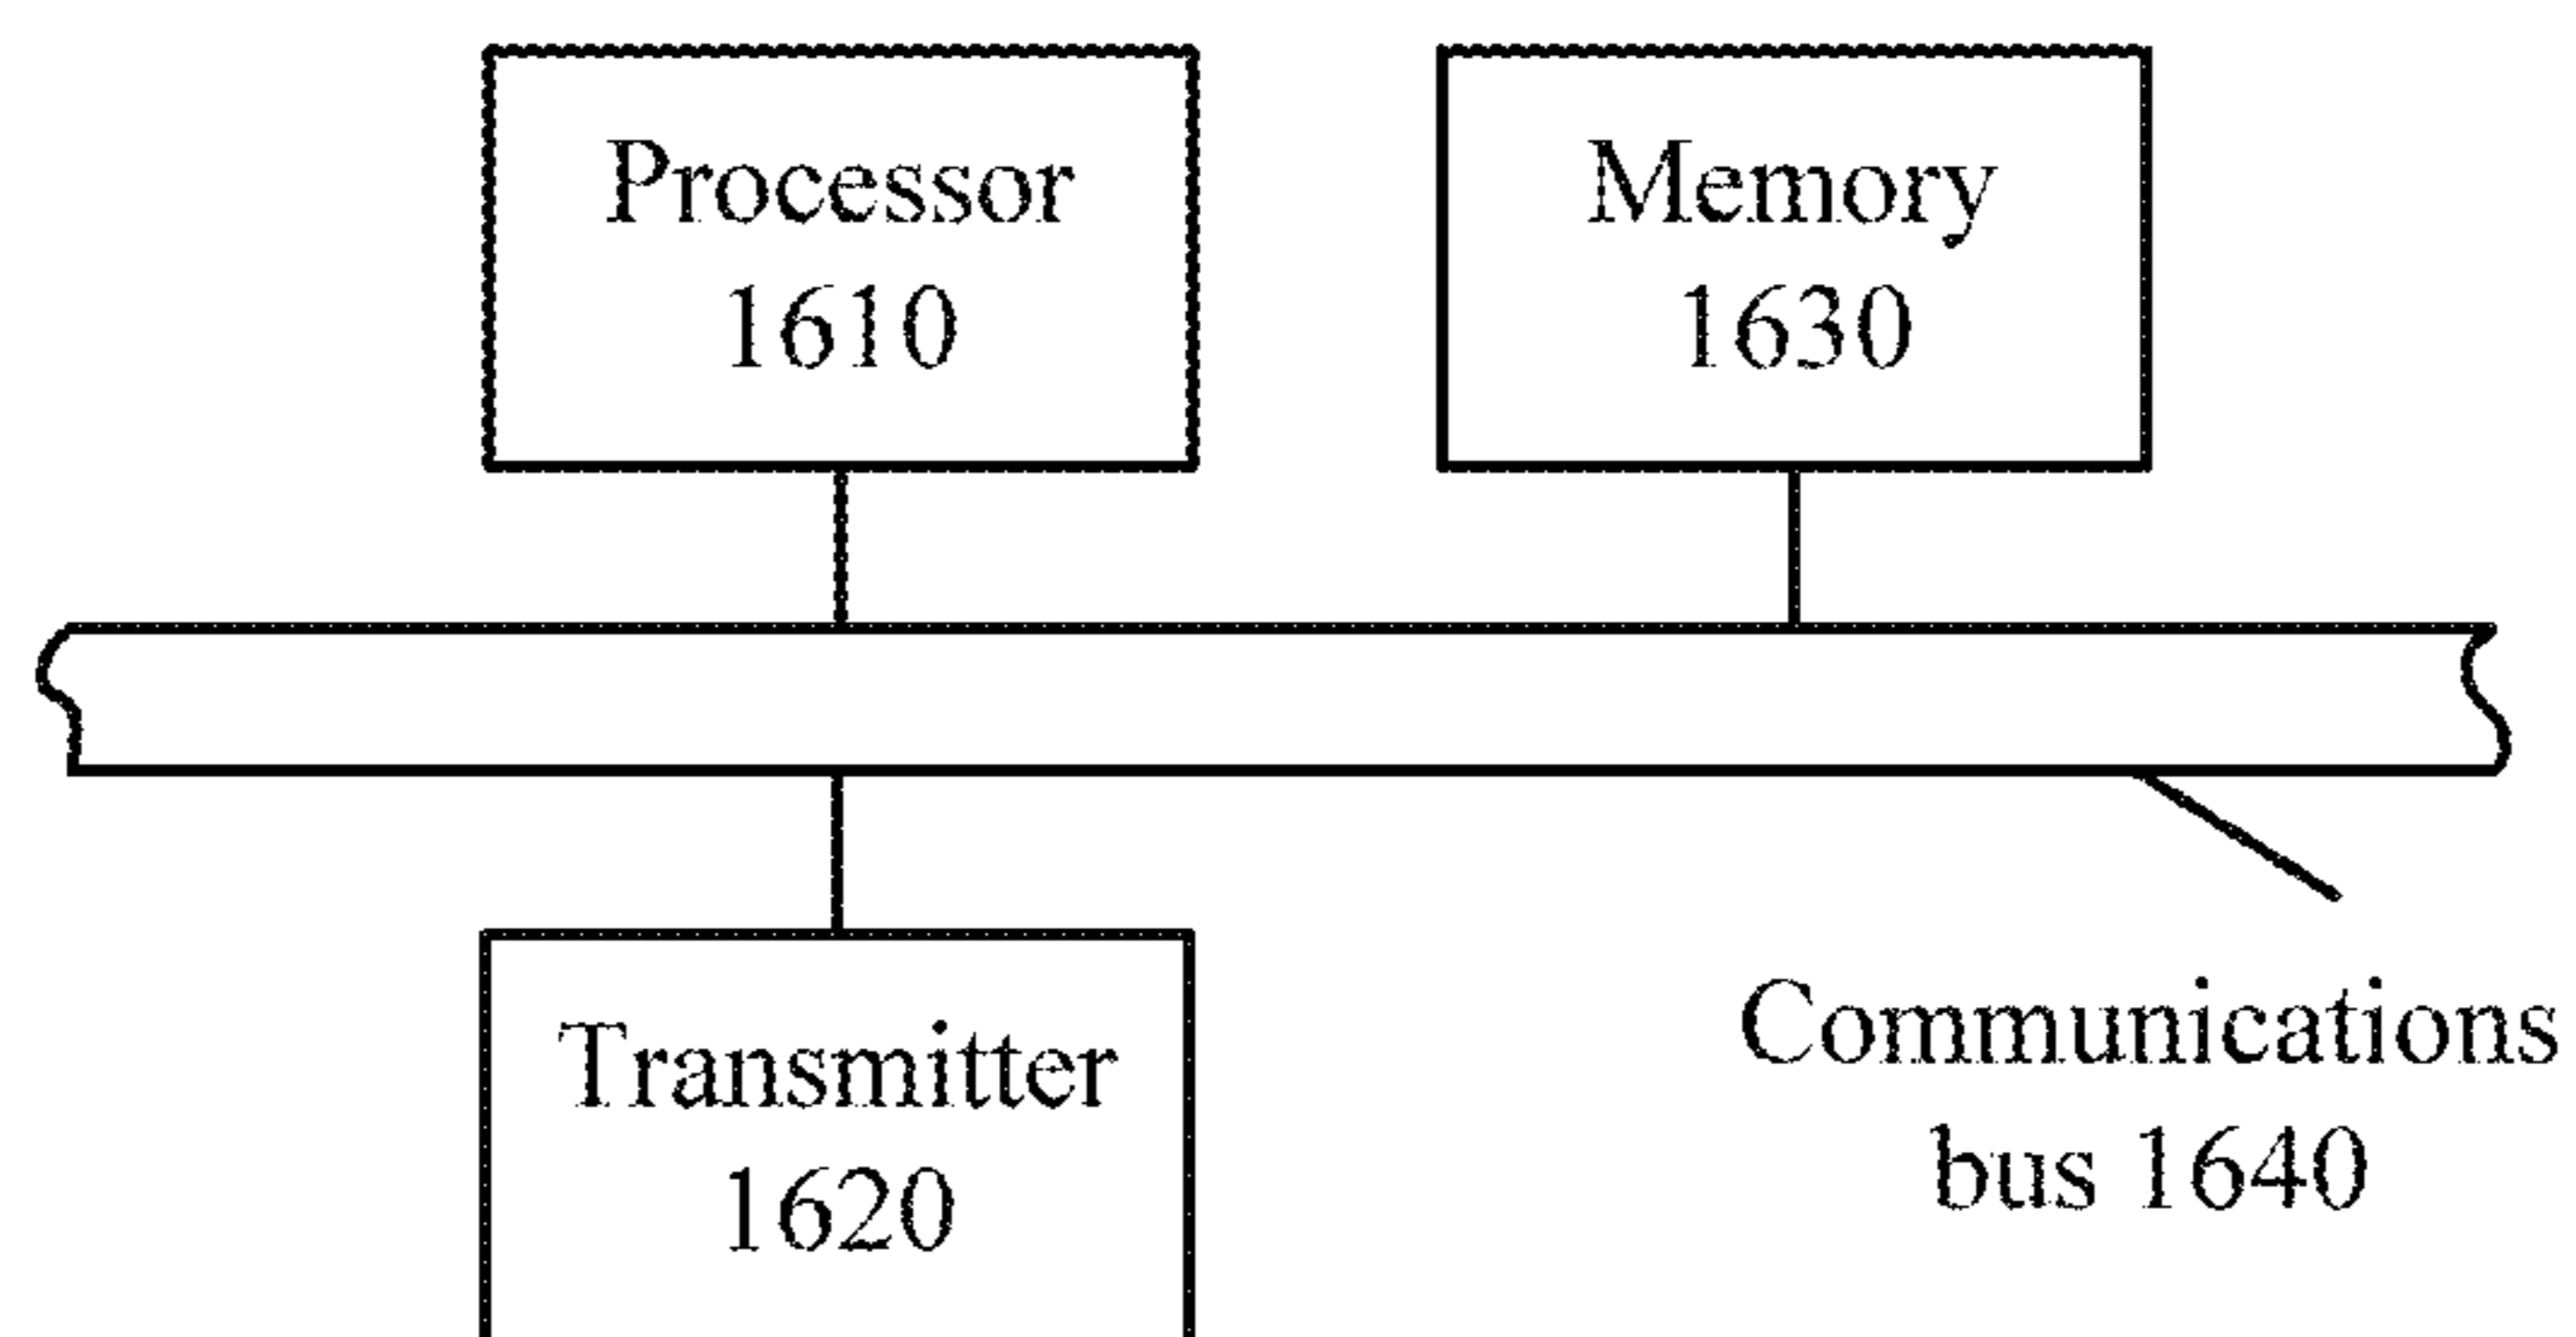 Processor
1610
Memory
1630
Transmitter
1620
Communications
bus 1640